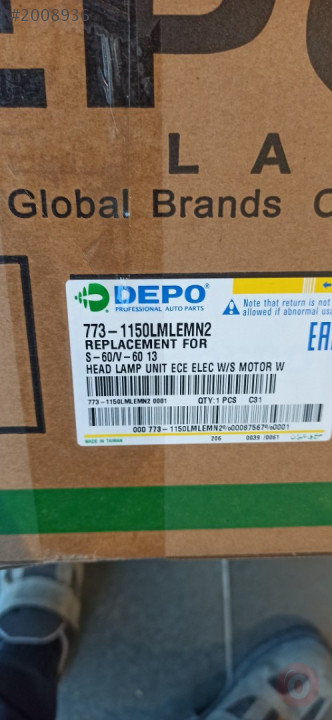 #2008936
EPO
L A
Global Brands C
DEPO®
PROFESSIONAL AUTO PARTS
Note that return is not
allowed if abnormal usa
773-1150LMLEMN2
REPLACEMENT FOR
S-60/V-60 13
HEAD LAMP UNIT ECE ELEC W/S MOTOR W
EAC
773-1150LMLEMN2 0001 QTY:1 PCS C31
MADE IN TAIWAN